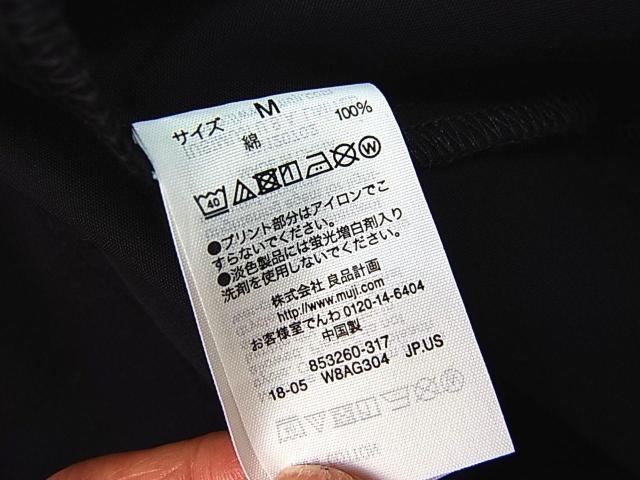 サイズ M
綿 100%
40
●プリント部分はアイロンでこ
すらないでください。
●淡色製品には蛍光増白剤入り
洗剤を使用しないでください。
株式会社 良品計画
http://www.muji.com
お客様室でんわ 0120-14-6404
中国製
853260-317
18-05 W8AG304 JP.US